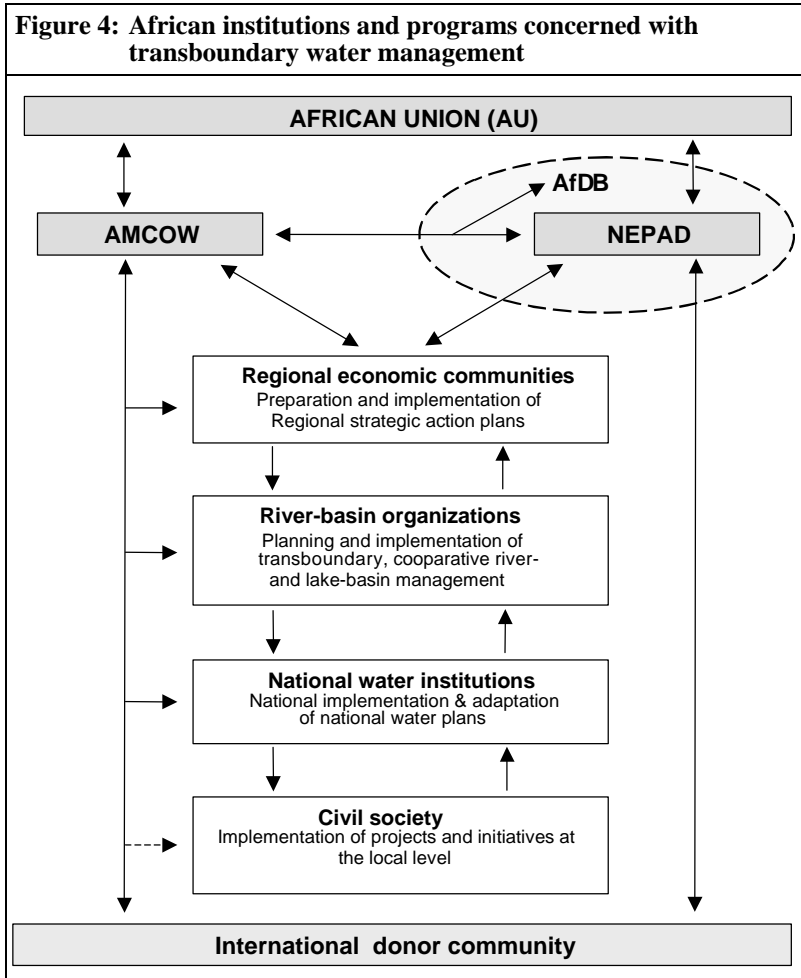 Figure 4: African institutions and programs concerned with
transboundary water management
AFRICAN UNION (AU)
AfDB
AMCOW
NEPAD
Regional economic communities
Preparation and implementation of
Regional strategic action plans
River-basin organizations
Planning and implementation of
transboundary, cooparative river-
and lake-basin management
National water institutions
National implementation & adaptation
of national water plans
Civil society
Implementation of projects and initiatives at
the local level
International donor community